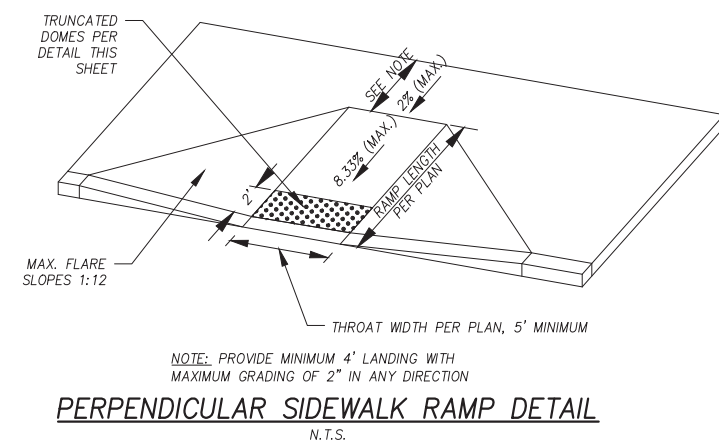 TRUNCATED
DOMES PER
DETAIL THIS
SHEET
SEE NOTE
2% (MAX.)
8.33% (MAX.)
RAMP LENGTH
PER PLAN
2'
MAX. FLARE
SLOPES 1:12
THROAT WIDTH PER PLAN, 5' MINIMUM
NOTE: PROVIDE MINIMUM 4' LANDING WITH
MAXIMUM GRADING OF 2" IN ANY DIRECTION
PERPENDICULAR SIDEWALK RAMP DETAIL
N.T.S.